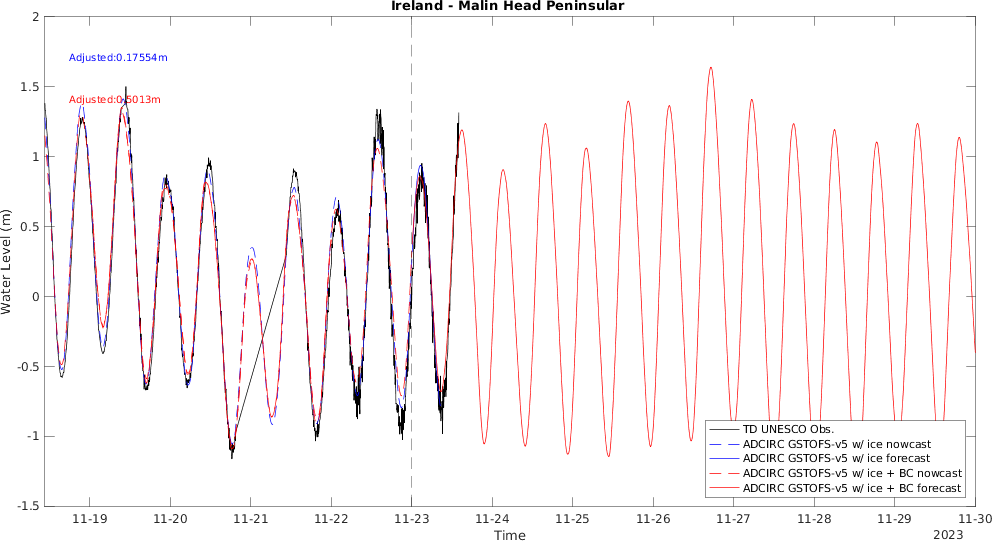 Ireland - Malin Head Peninsular
Adjusted:0.17554m
Adjusted:0.5013m
Water Level (m)
2
1.5
1
0.5
0
-0.5
-1
-1.5
11-19
11-20
11-21
11-22
11-23
11-24
11-25
11-26
11-27
11-28
11-29
11-30
Time
2023
TD UNESCO Obs.
ADCIRC GSTOFS-v5 w/ ice nowcast
ADCIRC GSTOFS-v5 w/ ice forecast
ADCIRC GSTOFS-v5 w/ ice + BC nowcast
ADCIRC GSTOFS-v5 w/ ice + BC forecast